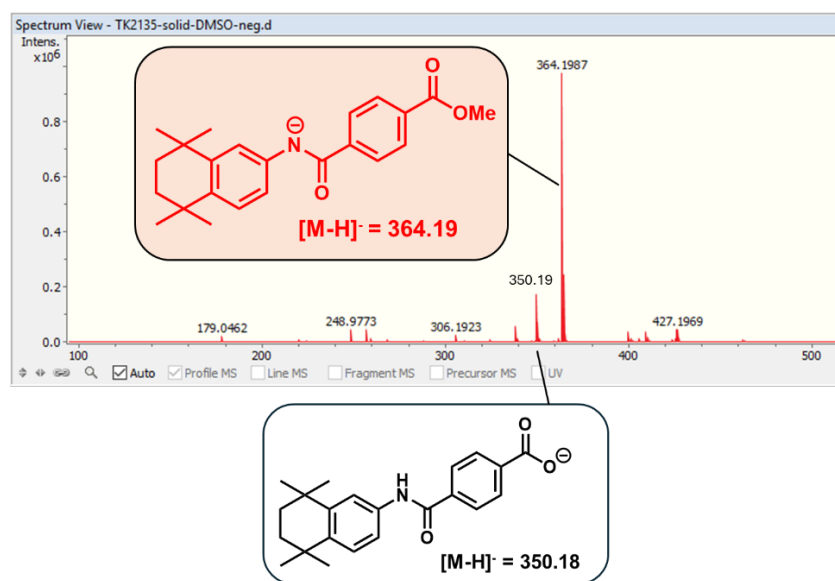 Spectrum View - TK2135-solid-DMSO-neg.d
Intens.
x10⁶
364.1987
0.8
0.6
0.4
0.2
0.0
O
OMe
⊖
N
O
[M-H]⁻ = 364.19
350.19
179.0462
248.9773
306.1923
427.1969
100
200
300
400
500
Auto
Profile MS
Line MS
Fragment MS
Precursor MS
UV
O
O⊖
H
N
O
[M-H]⁻ = 350.18